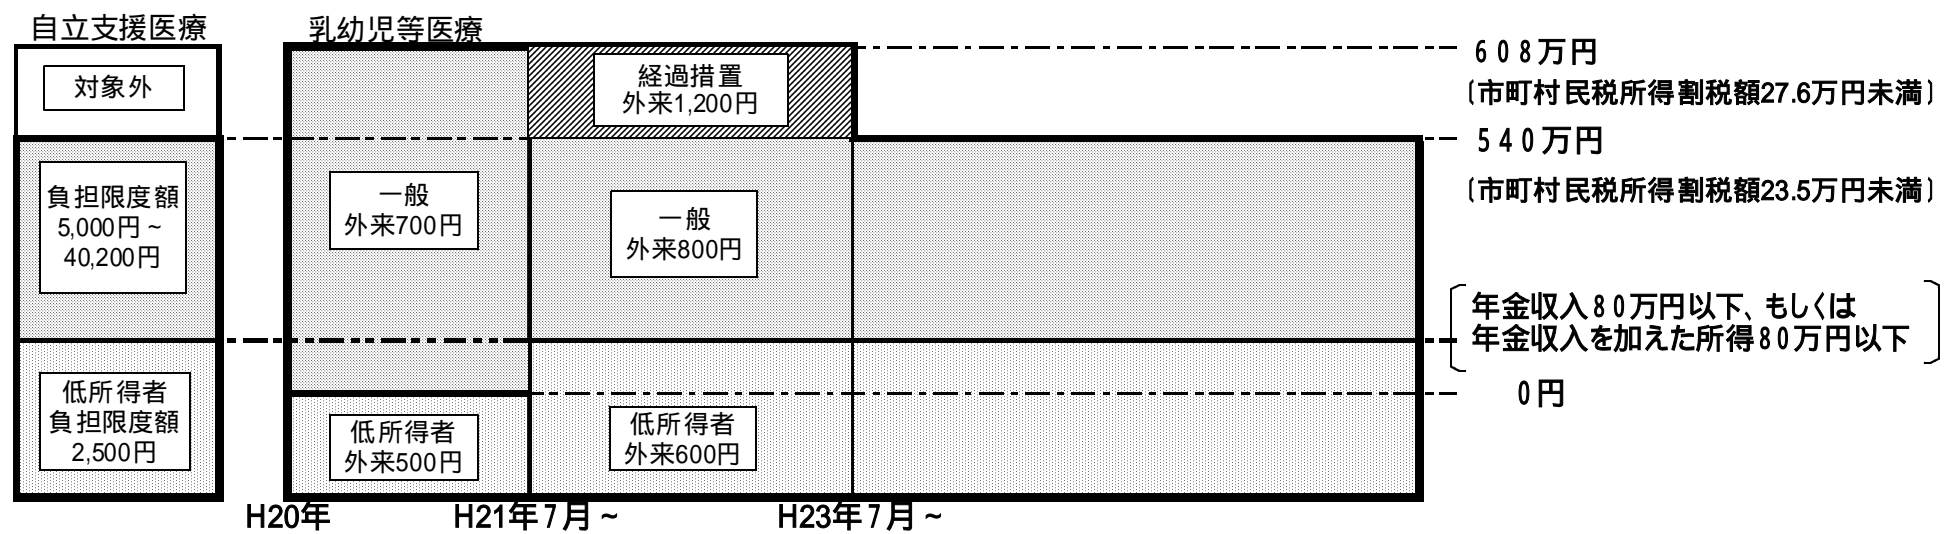 自立支援医療
対象外
負担限度額
5,000円～
40,200円
低所得者
負担限度額
2,500円
乳幼児等医療
一般
外来700円
低所得者
外来500円
経過措置
外来1,200円
一般
外来800円
低所得者
外来600円
608万円
〔市町村民税所得割税額27.6万円未満〕
540万円
〔市町村民税所得割税額23.5万円未満〕
年金収入80万円以下、もしくは
年金収入を加えた所得80万円以下
0円
H20年
H21年7月～
H23年7月～